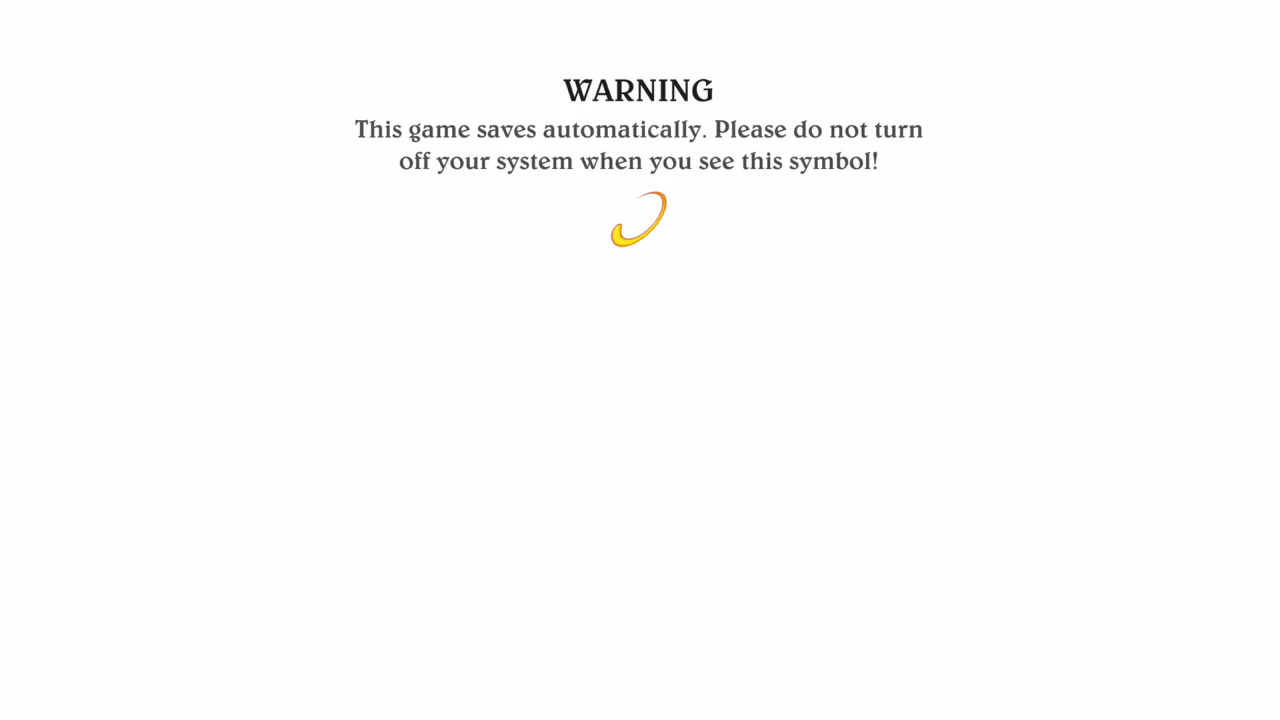 WARNING
This game saves automatically. Please do not turn
off your system when you see this symbol!